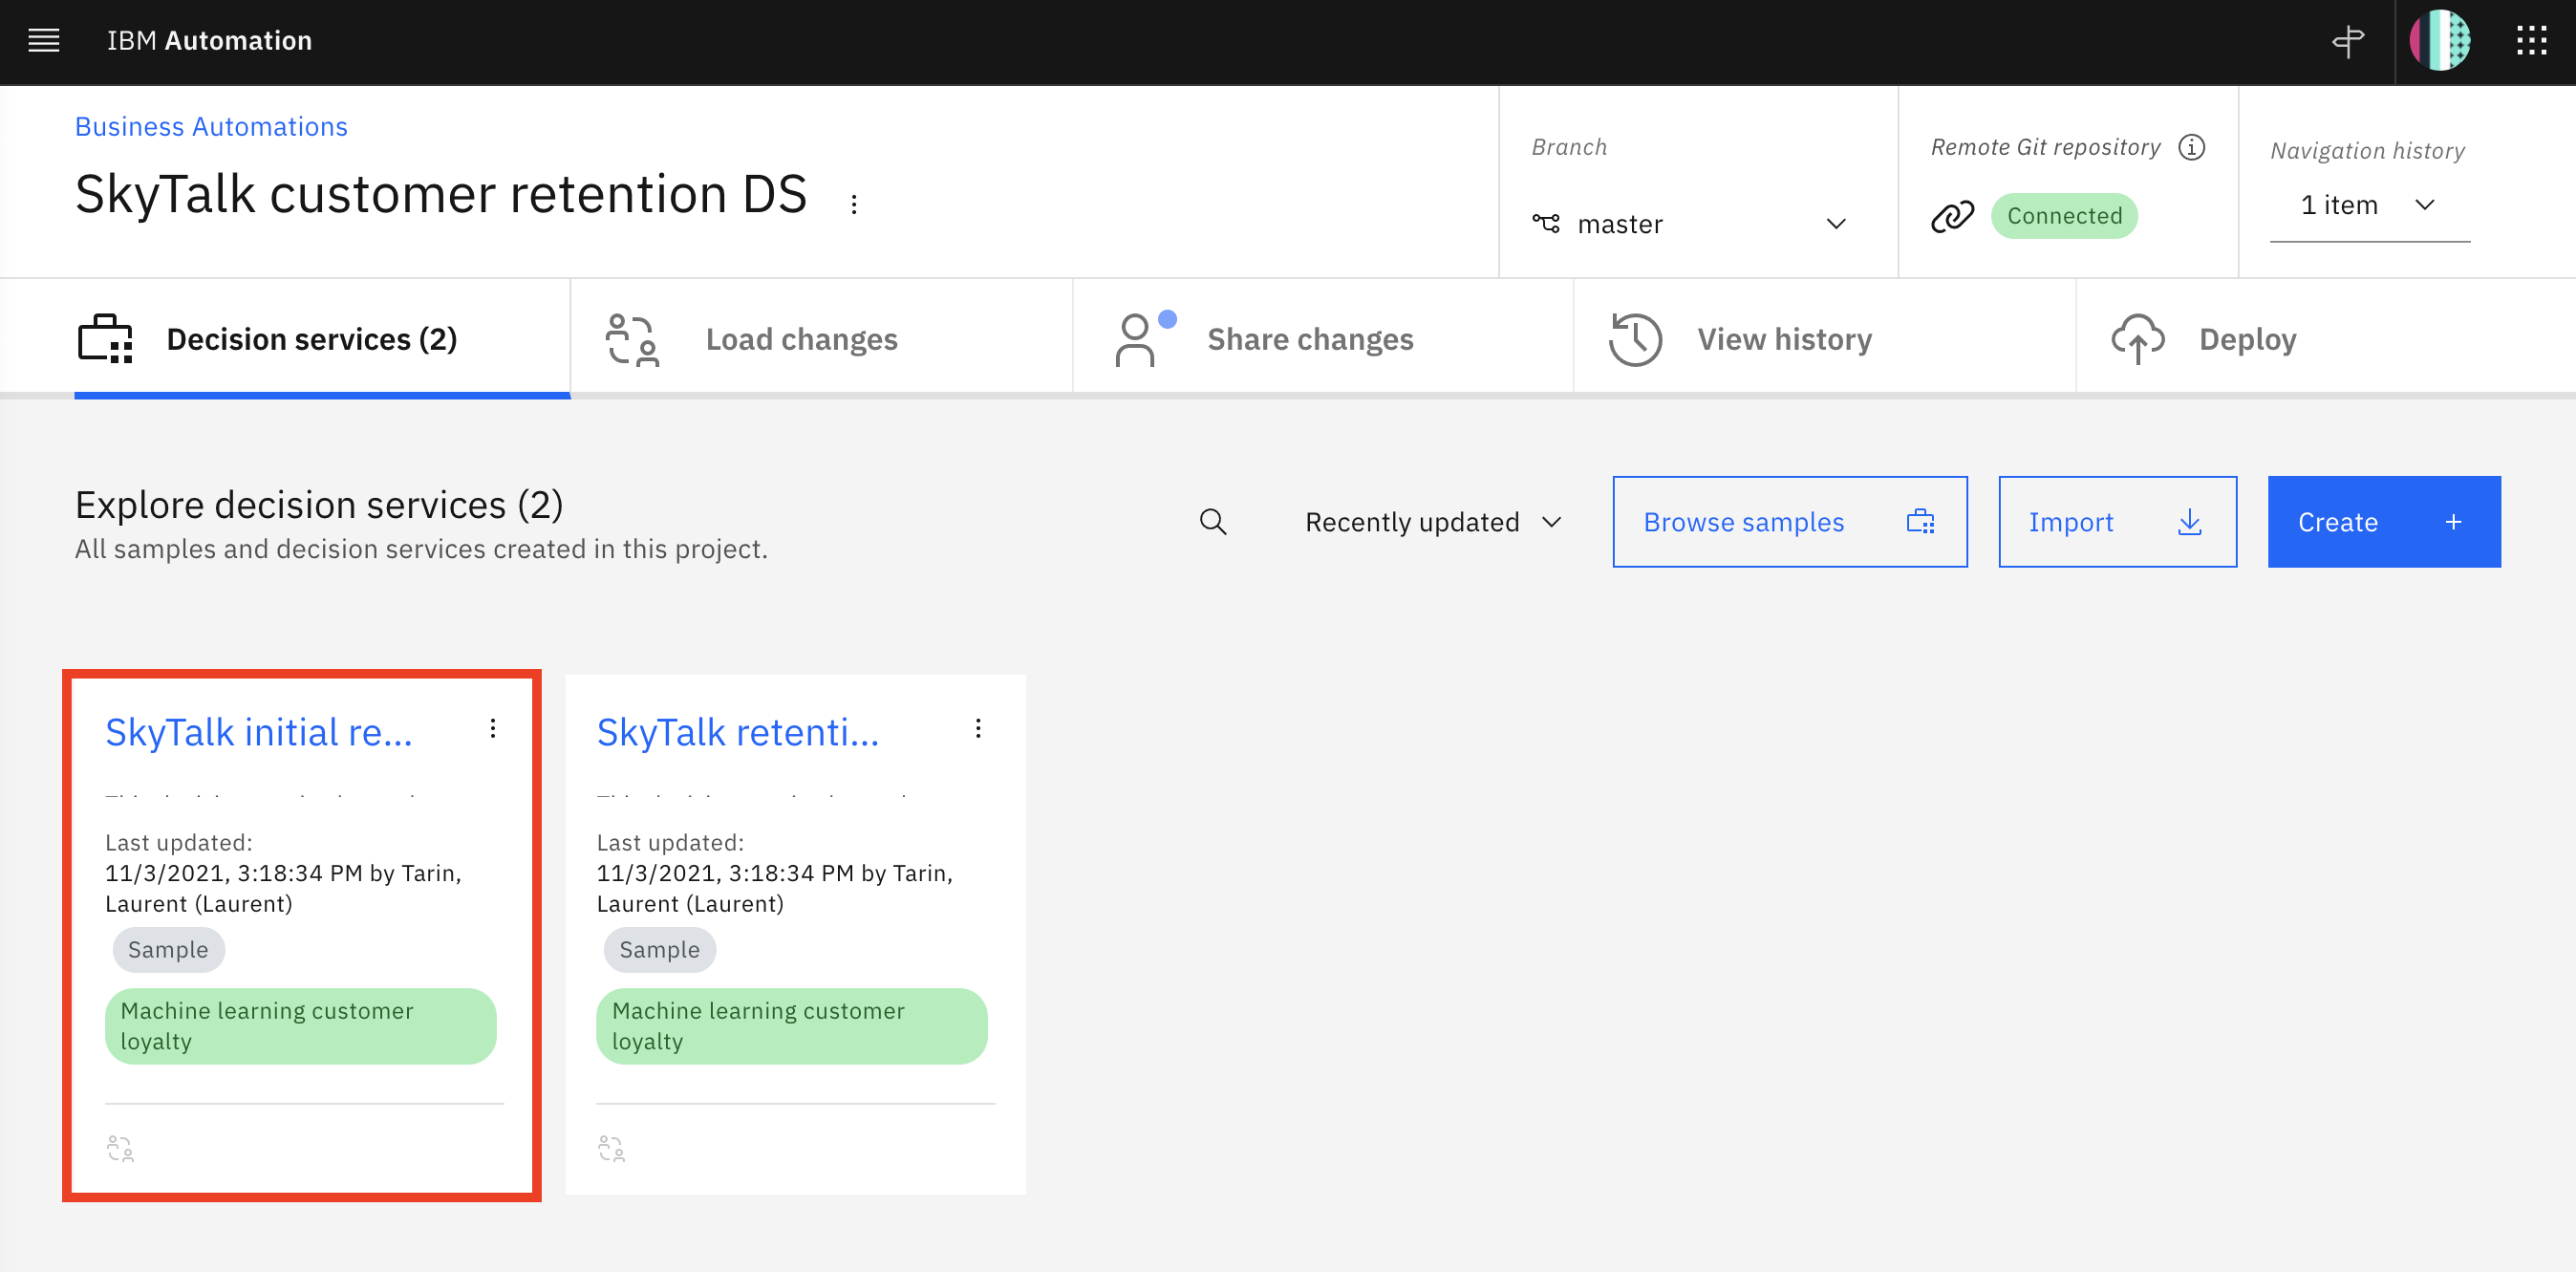 IBM Automation
Business Automations
SkyTalk customer retention DS
Branch
master
Remote Git repository
Connected
Navigation history
1 item
Decision services (2)
Load changes
Share changes
View history
Deploy
Explore decision services (2)
All samples and decision services created in this project.
Recently updated
Browse samples
Import
Create
SkyTalk initial re...
Last updated:
11/3/2021, 3:18:34 PM by Tarin,
Laurent (Laurent)
Sample
Machine learning customer
loyalty
SkyTalk retenti...
Last updated:
11/3/2021, 3:18:34 PM by Tarin,
Laurent (Laurent)
Sample
Machine learning customer
loyalty